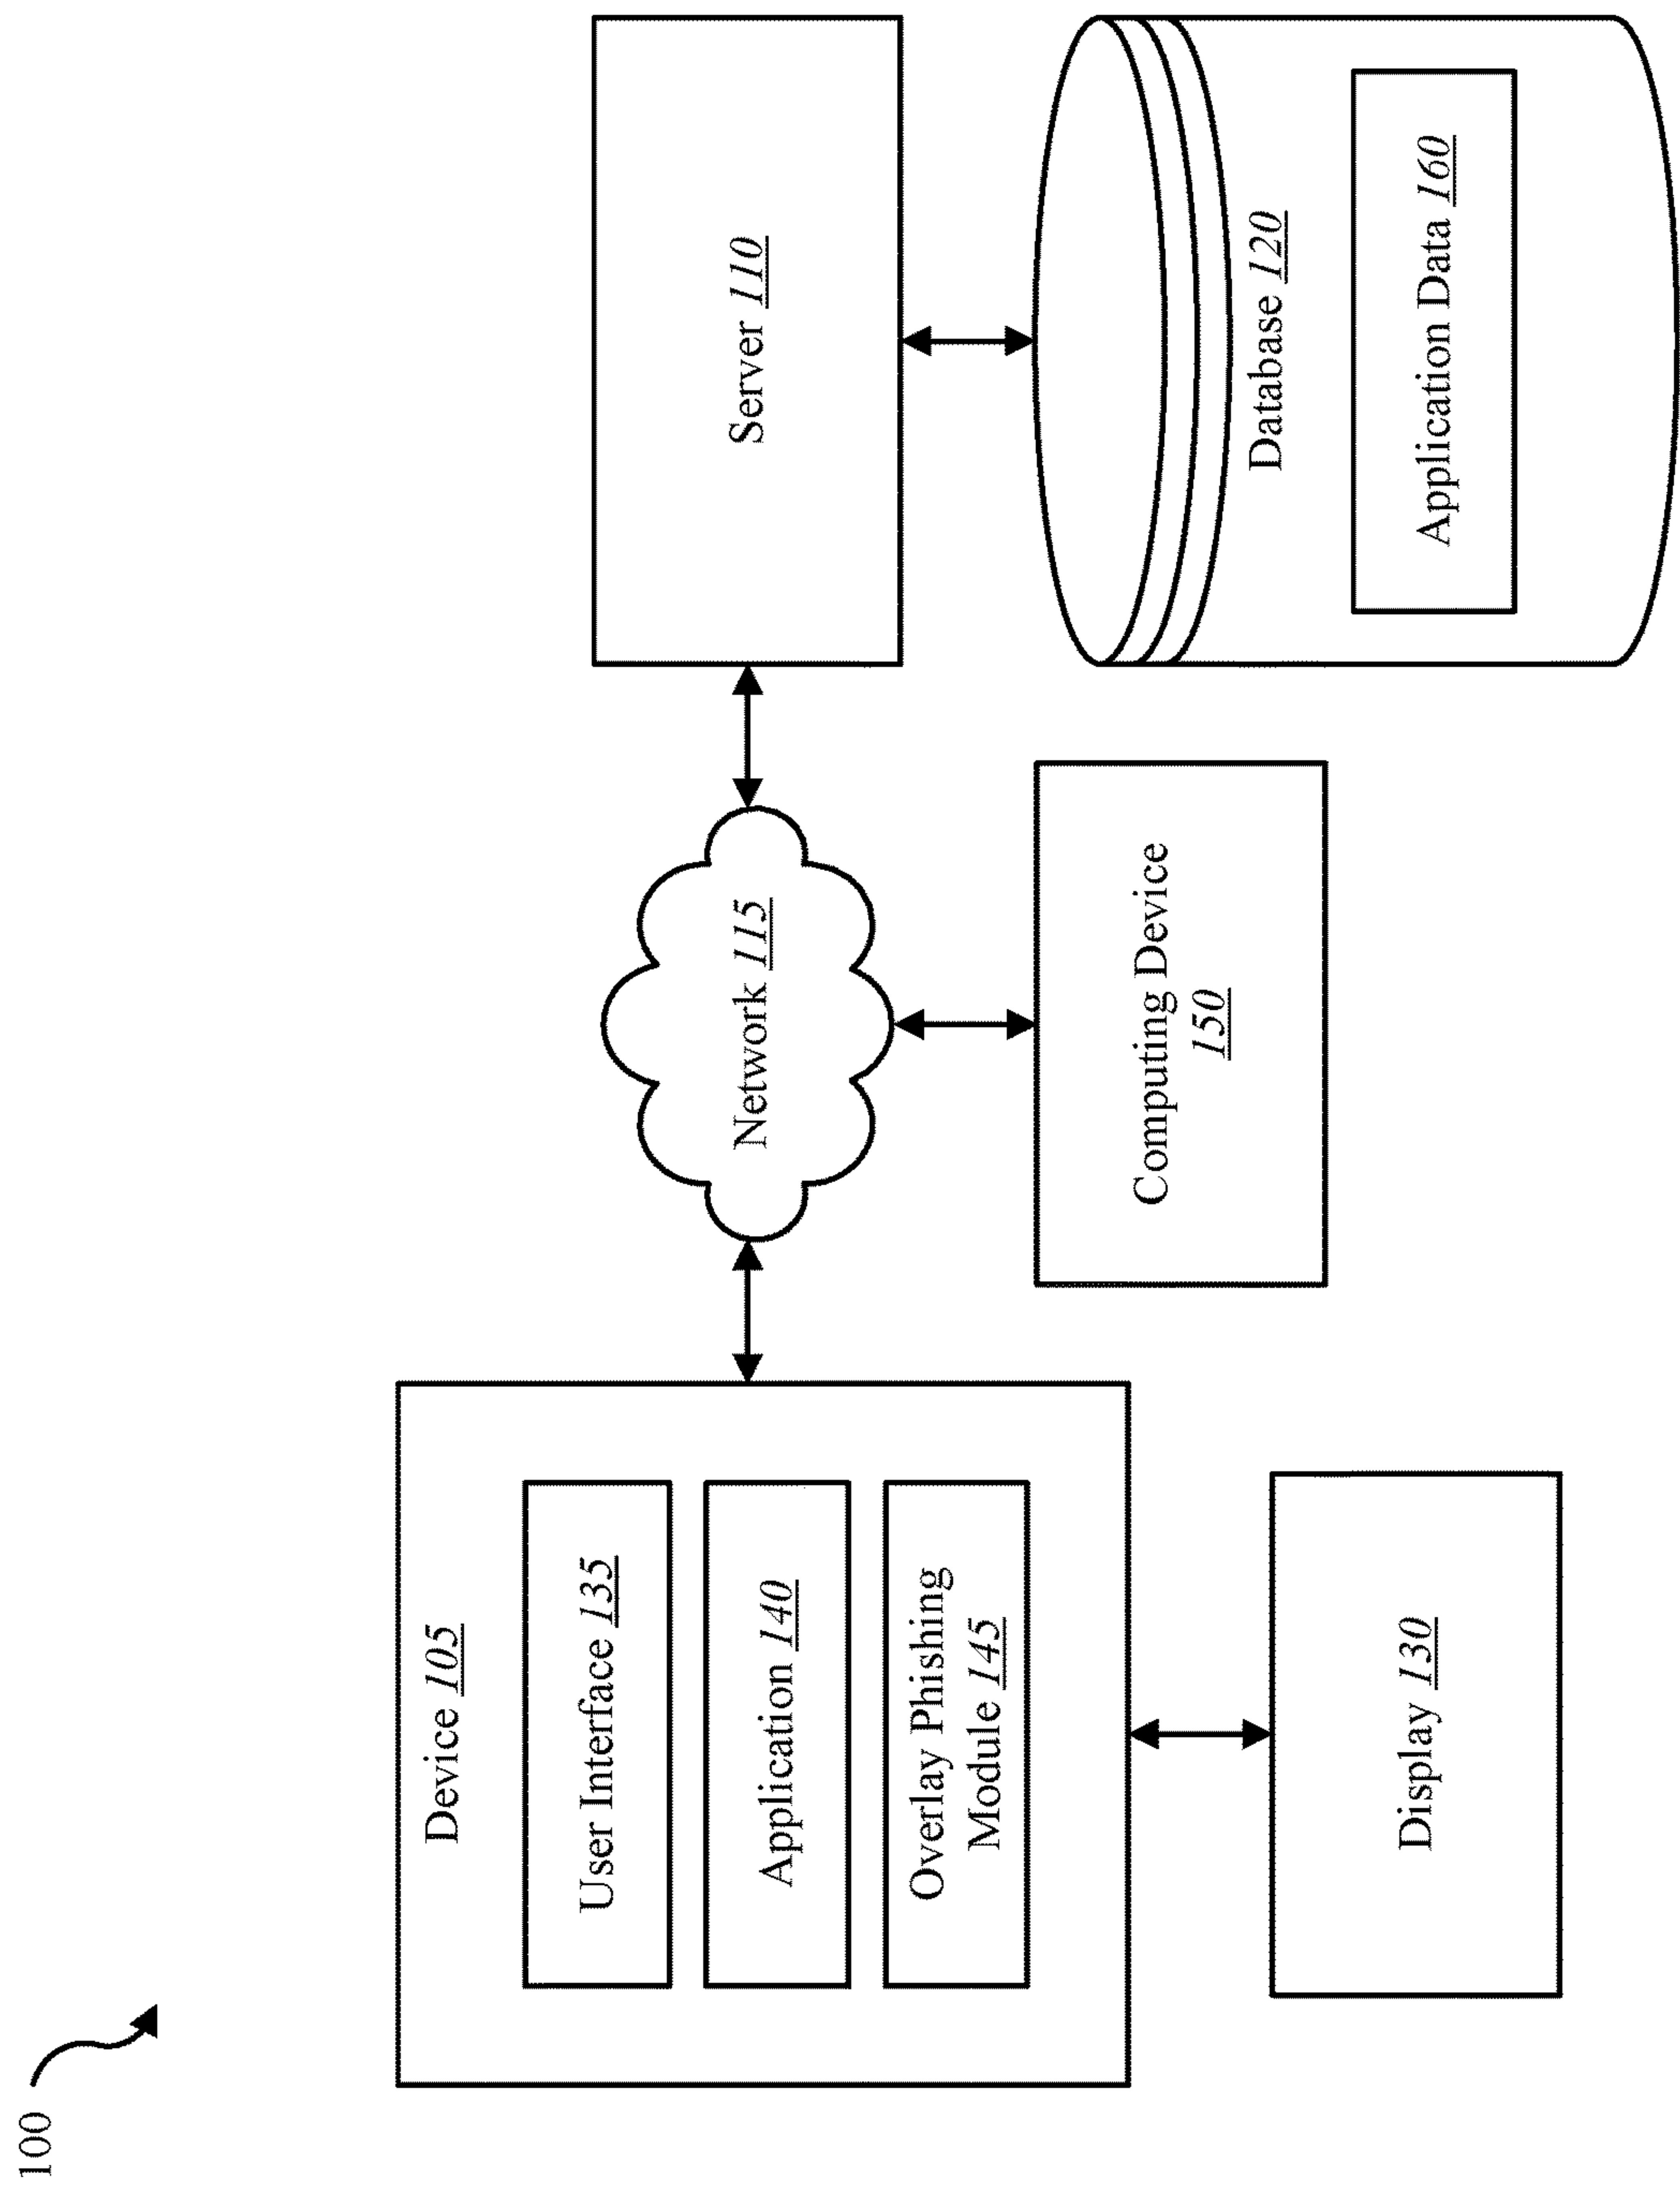 100
Device 105
User Interface 135
Application 140
Overlay Phishing
Module 145
Display 130
Network 115
Computing Device
150
Server 110
Database 120
Application Data 160